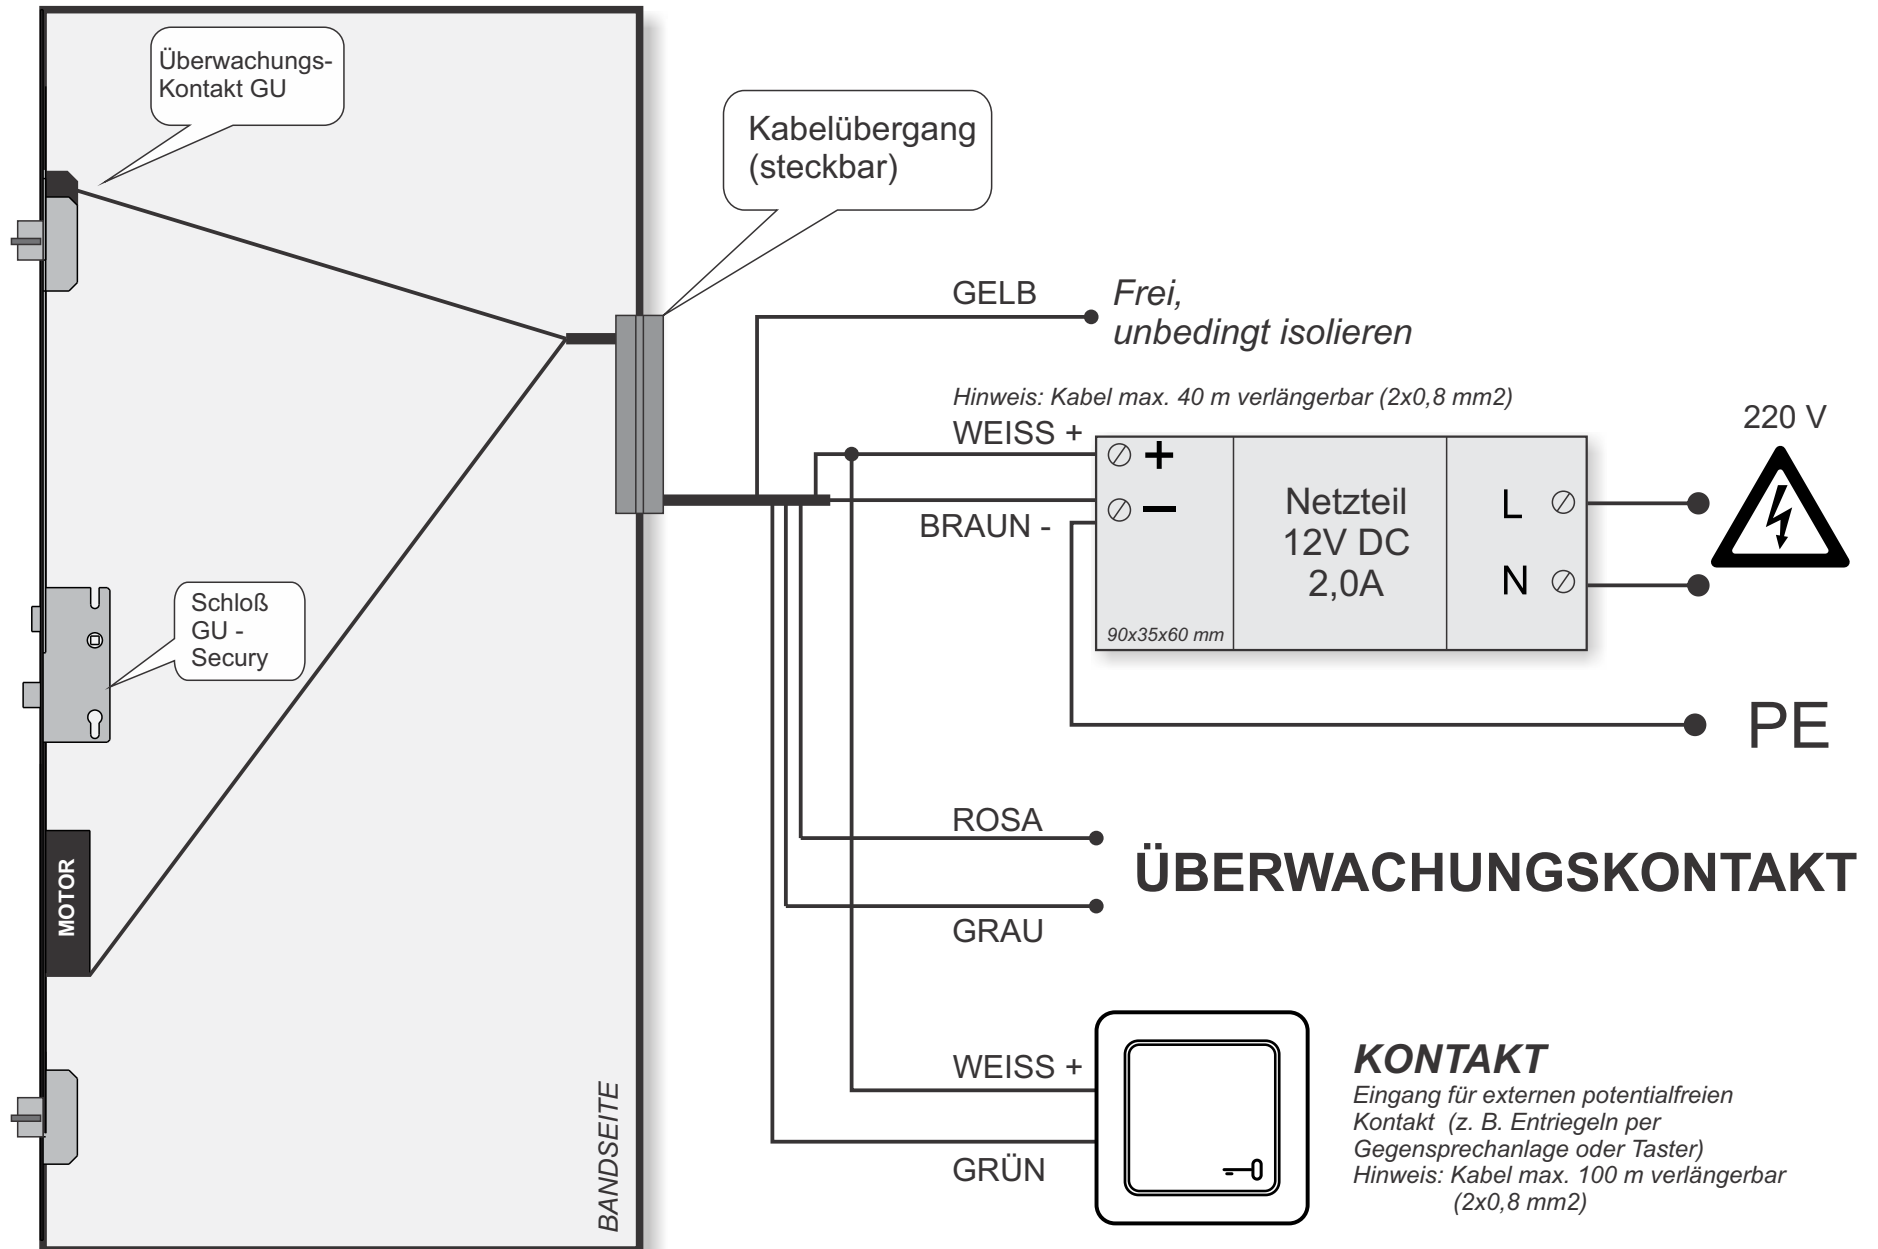 Überwachungs-
Kontakt GU
Kabelübergang
(steckbar)
GELB
Frei,
unbedingt isolieren
Hinweis: Kabel max. 40 m verlängerbar (2x0,8 mm2)
WEISS +
220 V
BRAUN -
Netzteil
12V DC
2,0A
L
N
90x35x60 mm
Schloß
GU -
Secury
PE
ROSA
ÜBERWACHUNGSKONTAKT
GRAU
MOTOR
BANDSEITE
WEISS +
GRÜN
KONTAKT
Eingang für externen potentialfreien
Kontakt (z. B. Entriegeln per
Gegensprechanlage oder Taster)
Hinweis: Kabel max. 100 m verlängerbar
(2x0,8 mm2)